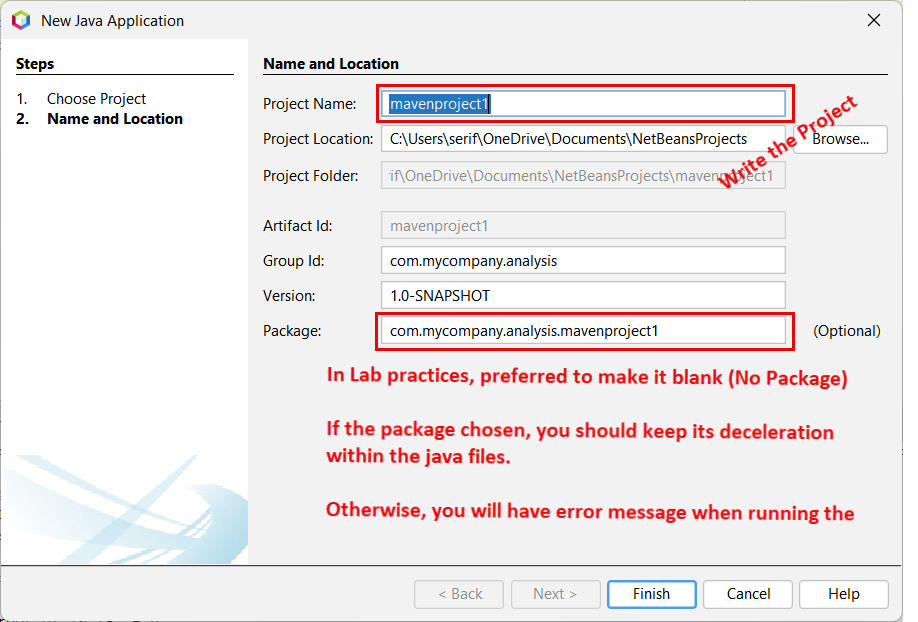 New Java Application
Steps
1. Choose Project
2. Name and Location
Name and Location
Project Name: mavenproject1
Project Location: C:\Users\serif\OneDrive\Documents\NetBeansProjects Browse...
Write the Project
Project Folder: if\OneDrive\Documents\NetBeansProjects\mavenproject1
Artifact Id: mavenproject1
Group Id: com.mycompany.analysis
Version: 1.0-SNAPSHOT
Package: com.mycompany.analysis.mavenproject1 (Optional)
In Lab practices, preferred to make it blank (No Package)
If the package chosen, you should keep its deceleration
within the java files.
Otherwise, you will have error message when running the
< Back Next > Finish Cancel Help